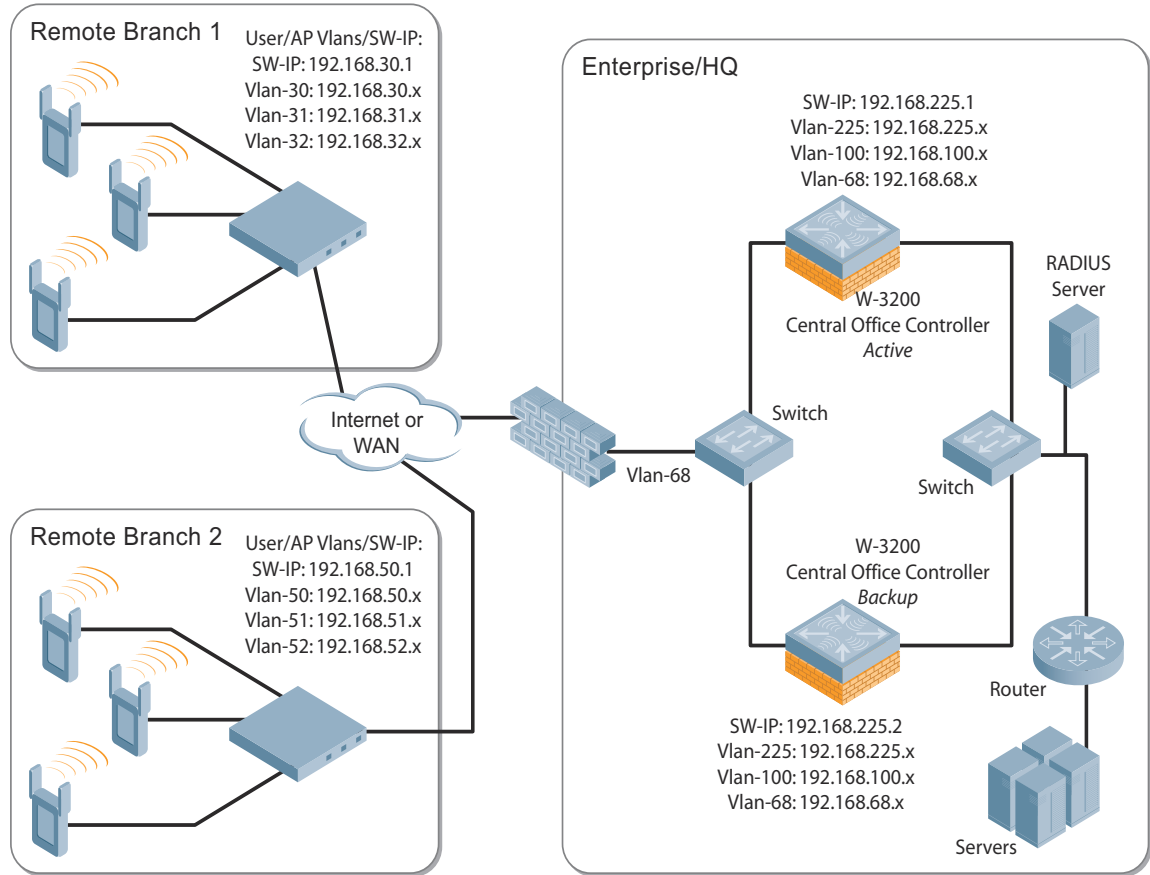 Remote Branch 1
User/AP Vlans/SW-IP:
SW-IP: 192.168.30.1
Vlan-30: 192.168.30.x
Vlan-31: 192.168.31.x
Vlan-32: 192.168.32.x
Internet or
WAN
Remote Branch 2
User/AP Vlans/SW-IP:
SW-IP: 192.168.50.1
Vlan-50: 192.168.50.x
Vlan-51: 192.168.51.x
Vlan-52: 192.168.52.x
Enterprise/HQ
SW-IP: 192.168.225.1
Vlan-225: 192.168.225.x
Vlan-100: 192.168.100.x
Vlan-68: 192.168.68.x
W-3200
Central Office Controller
Active
RADIUS
Server
Switch
Vlan-68
Switch
W-3200
Central Office Controller
Backup
SW-IP: 192.168.225.2
Vlan-225: 192.168.225.x
Vlan-100: 192.168.100.x
Vlan-68: 192.168.68.x
Router
Servers